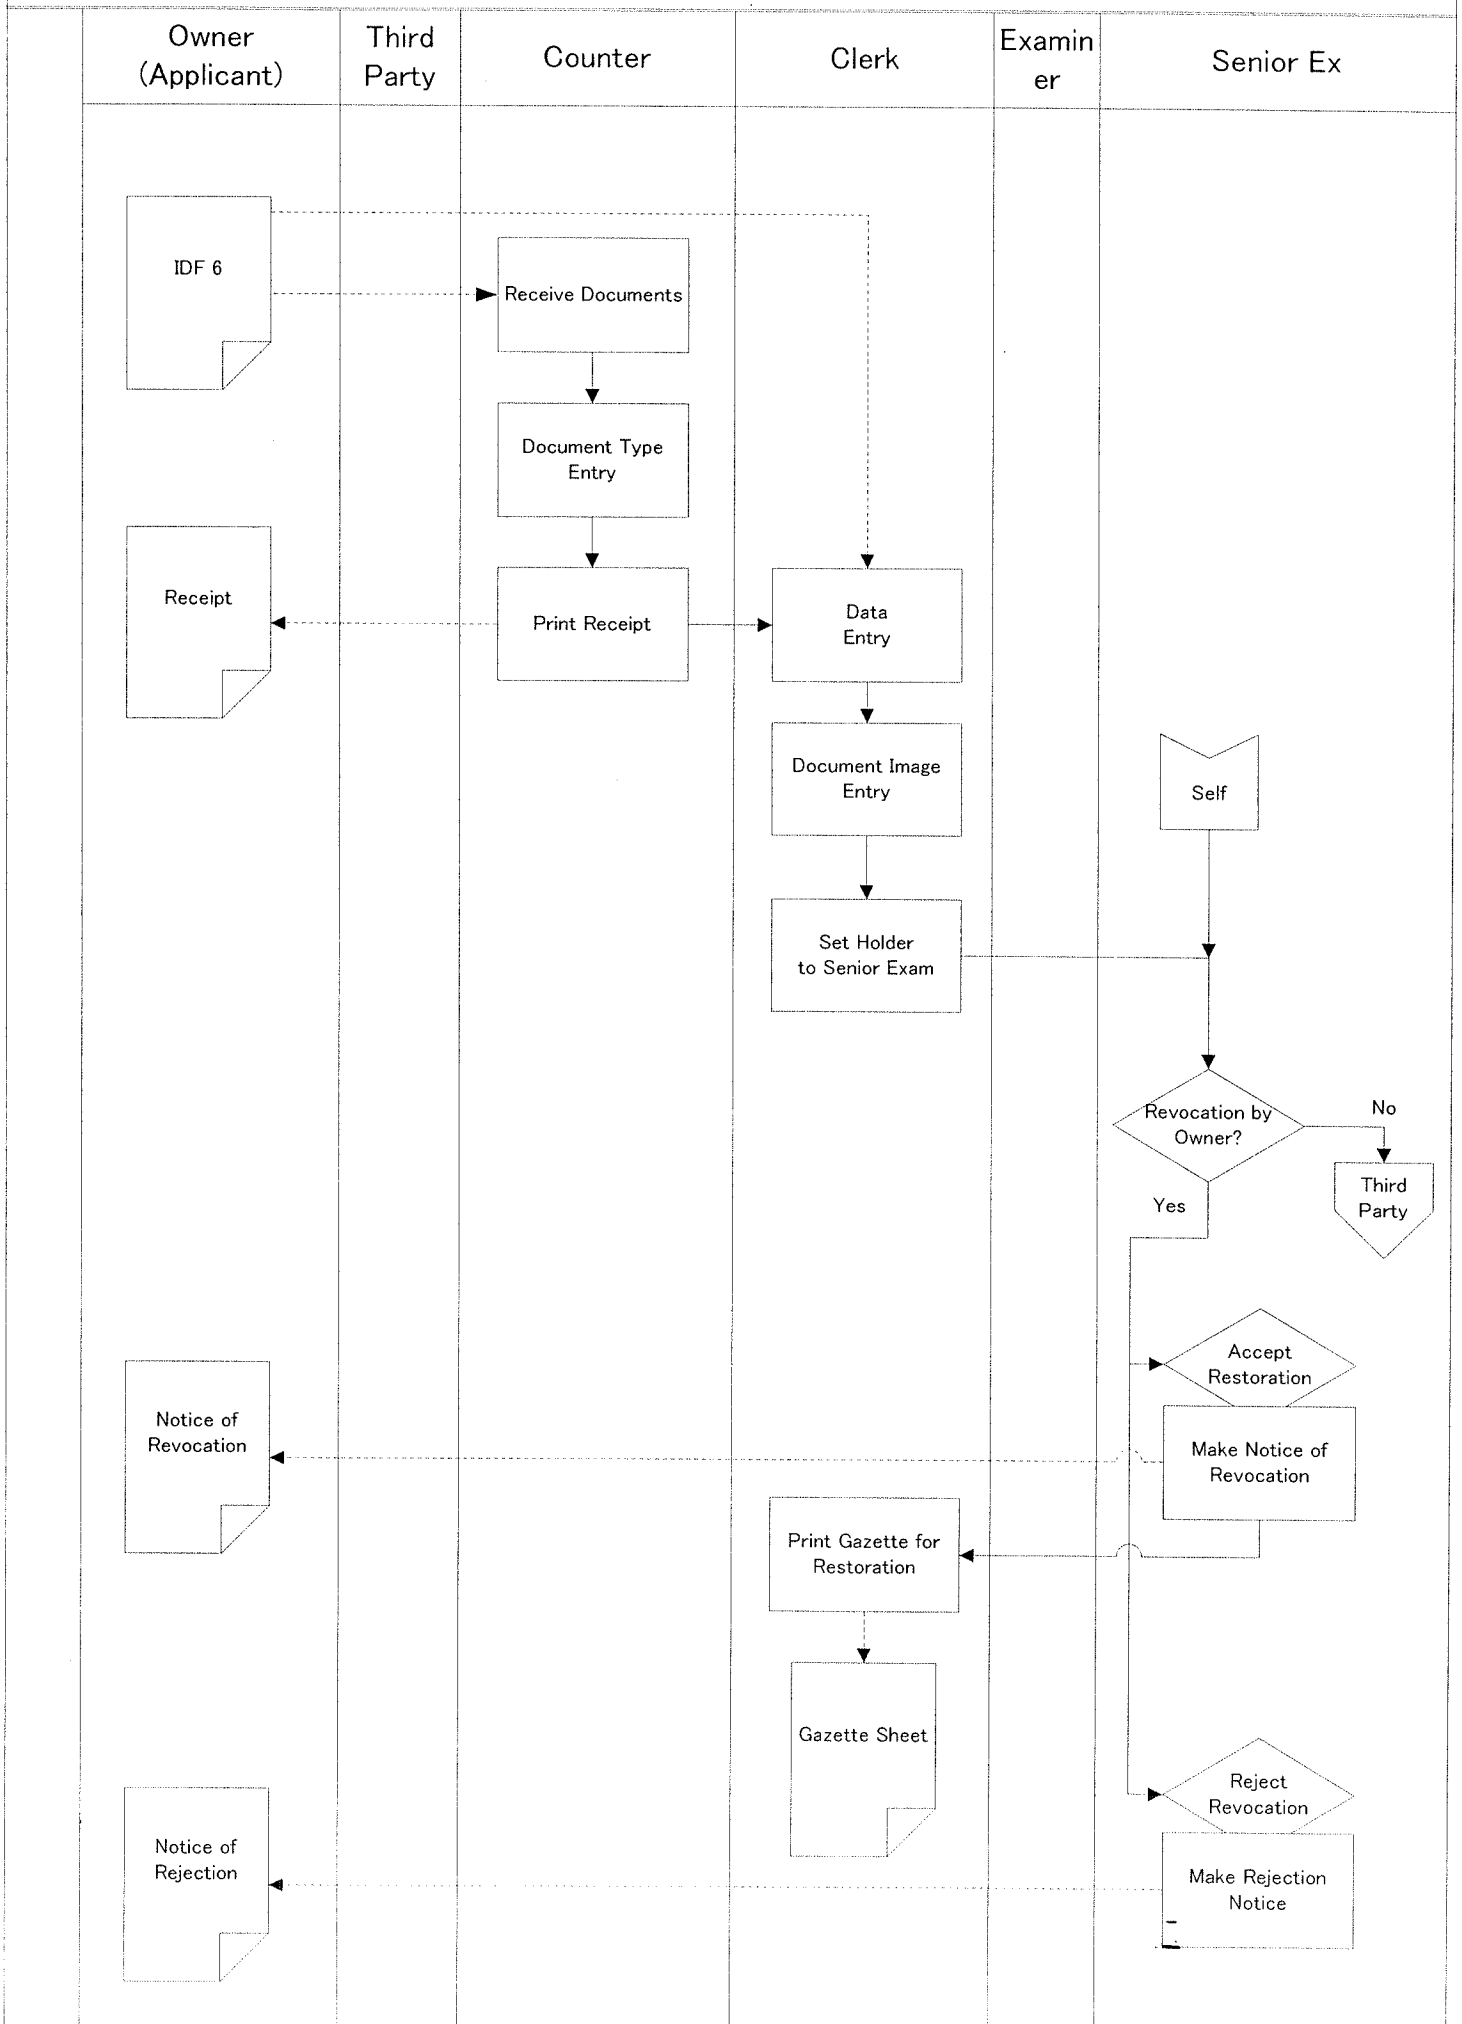 Owner
(Applicant)
Third
Party
Counter
Clerk
Examin
er
Senior Ex
IDF 6
Receive Documents
Document Type
Entry
Receipt
Print Receipt
Data
Entry
Document Image
Entry
Self
Set Holder
to Senior Exam
Revocation by
Owner?
No
Third
Party
Yes
Accept
Restoration
Notice of
Revocation
Make Notice of
Revocation
Print Gazette for
Restoration
Gazette Sheet
Reject
Revocation
Notice of
Rejection
Make Rejection
Notice